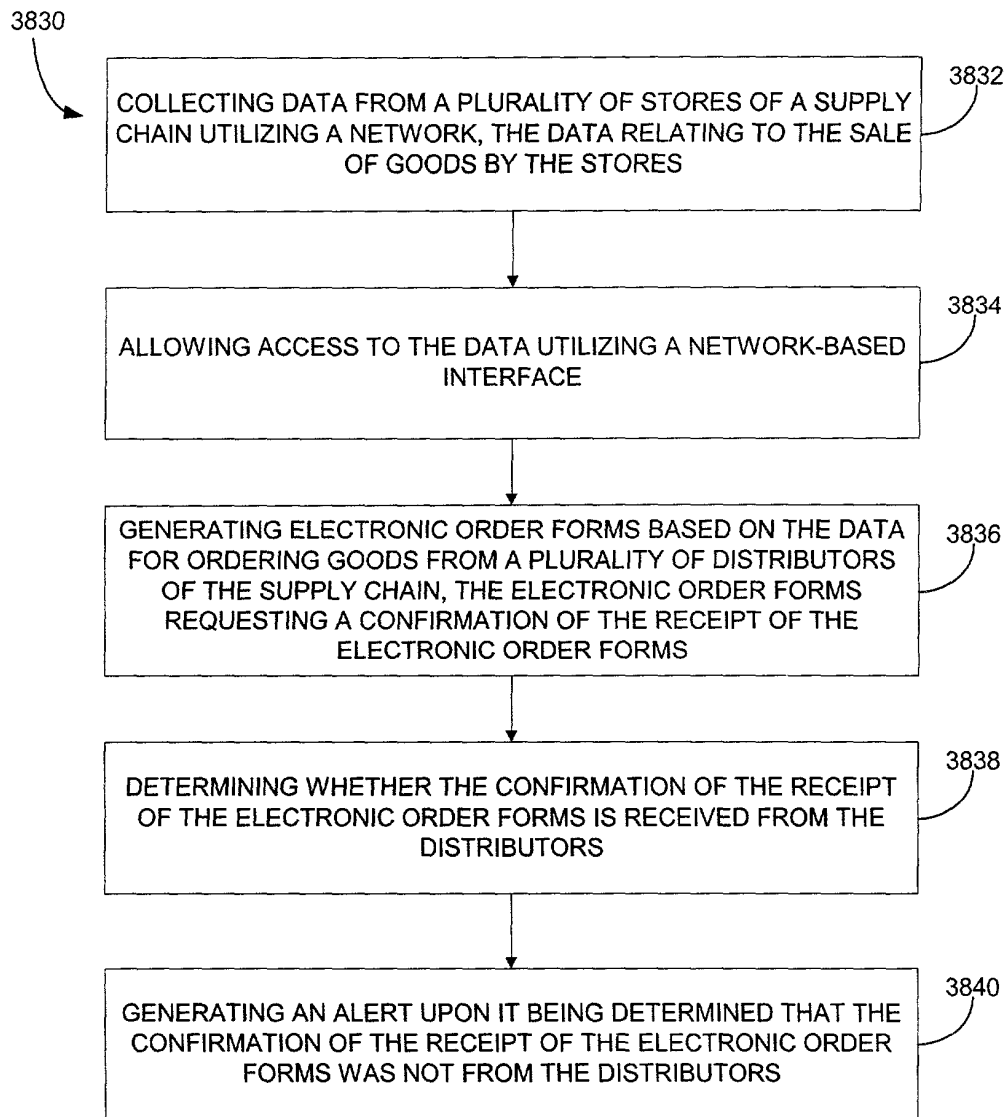 3830
3832
COLLECTING DATA FROM A PLURALITY OF STORES OF A SUPPLY
CHAIN UTILIZING A NETWORK, THE DATA RELATING TO THE SALE
OF GOODS BY THE STORES
3834
ALLOWING ACCESS TO THE DATA UTILIZING A NETWORK-BASED
INTERFACE
3836
GENERATING ELECTRONIC ORDER FORMS BASED ON THE DATA
FOR ORDERING GOODS FROM A PLURALITY OF DISTRIBUTORS
OF THE SUPPLY CHAIN, THE ELECTRONIC ORDER FORMS
REQUESTING A CONFIRMATION OF THE RECEIPT OF THE
ELECTRONIC ORDER FORMS
3838
DETERMINING WHETHER THE CONFIRMATION OF THE RECEIPT
OF THE ELECTRONIC ORDER FORMS IS RECEIVED FROM THE
DISTRIBUTORS
3840
GENERATING AN ALERT UPON IT BEING DETERMINED THAT THE
CONFIRMATION OF THE RECEIPT OF THE ELECTRONIC ORDER
FORMS WAS NOT FROM THE DISTRIBUTORS